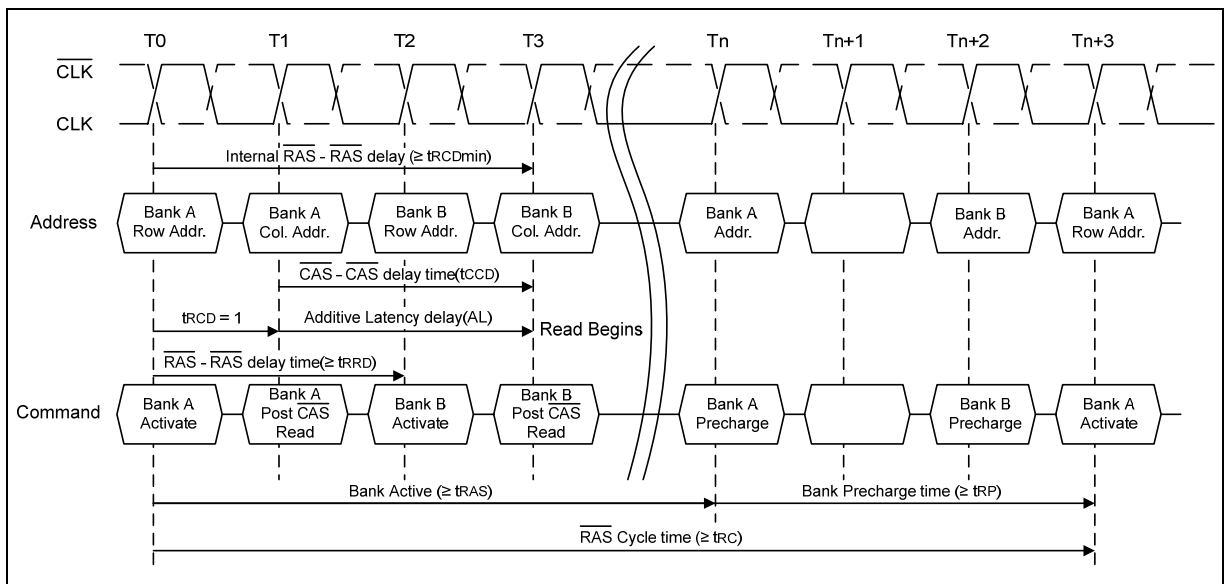 T0 T1 T2 T3 Tn Tn+1 Tn+2 Tn+3
CLK
CLK
Internal RAS - RAS delay (≥ tRCDmin)
Address
Bank A
Row Addr.
Bank A
Col. Addr.
Bank B
Row Addr.
Bank B
Col. Addr.
Bank A
Addr.
Bank B
Addr.
Bank A
Row Addr.
CAS - CAS delay time(tCCD)
tRCD = 1
Additive Latency delay(AL)
Read Begins
RAS - RAS delay time(≥ tRRD)
Command
Bank A
Activate
Bank A
Post CAS
Read
Bank B
Activate
Bank B
Post CAS
Read
Bank A
Precharge
Bank B
Precharge
Bank A
Activate
Bank Active (≥ tRAS)
Bank Precharge time (≥ tRP)
RAS Cycle time (≥ tRC)